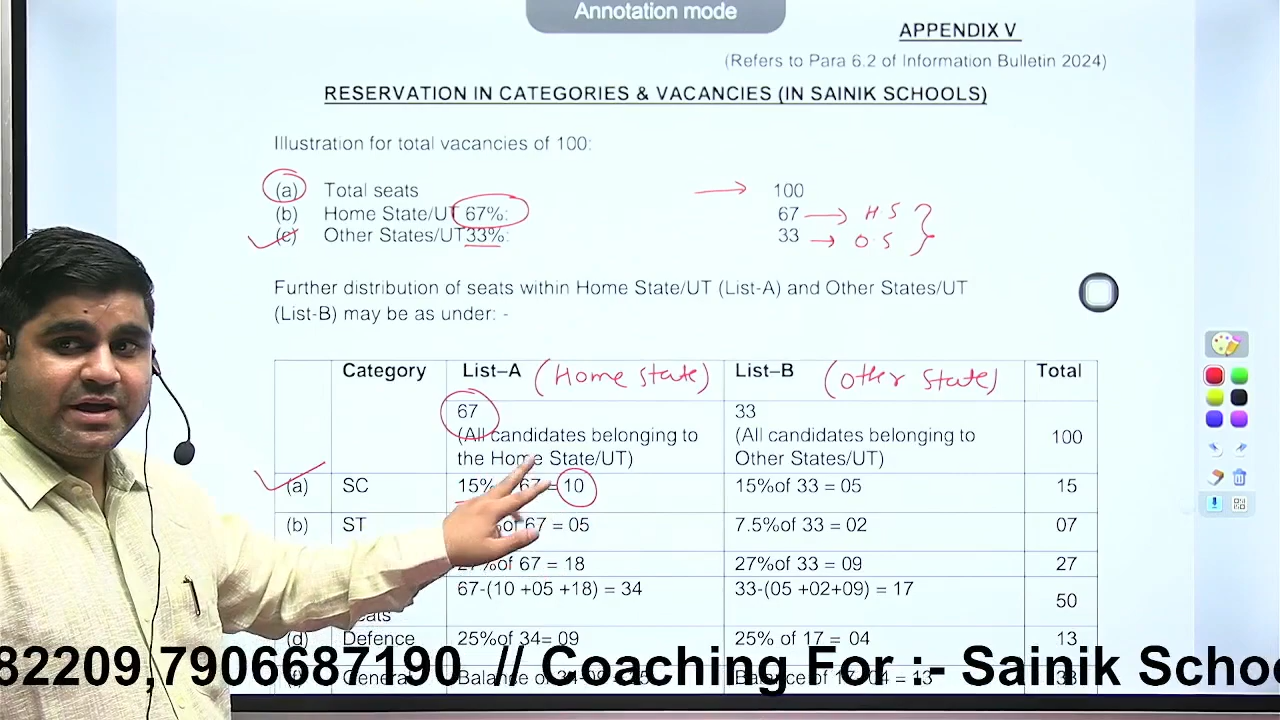 Annotation mode
APPENDIX V
(Refers to Para 6.2 of Information Bulletin 2024)
RESERVATION IN CATEGORIES & VACANCIES (IN SAINIK SCHOOLS)
Illustration for total vacancies of 100:
(a) Total seats 100
(b) Home State/UT 67%: 67 H S
(c) Other States/UT 33%: 33 O.S
Further distribution of seats within Home State/UT (List-A) and Other States/UT
(List-B) may be as under: -
Category List–A (Home State) List–B (Other State) Total
67 33
(All candidates belonging to (All candidates belonging to 100
the Home State/UT) Other States/UT)
(a) SC 15% 67 = 10 15%of 33 = 05 15
(b) ST of 67 = 05 7.5%of 33 = 02 07
27%of 67 = 18 27%of 33 = 09 27
67-(10 +05 +18) = 34 33-(05 +02+09) = 17 50
(d) Defence 25%of 34= 09 25% of 17 = 04 13
82209,7906687190 // Coaching For :- Sainik Schoo